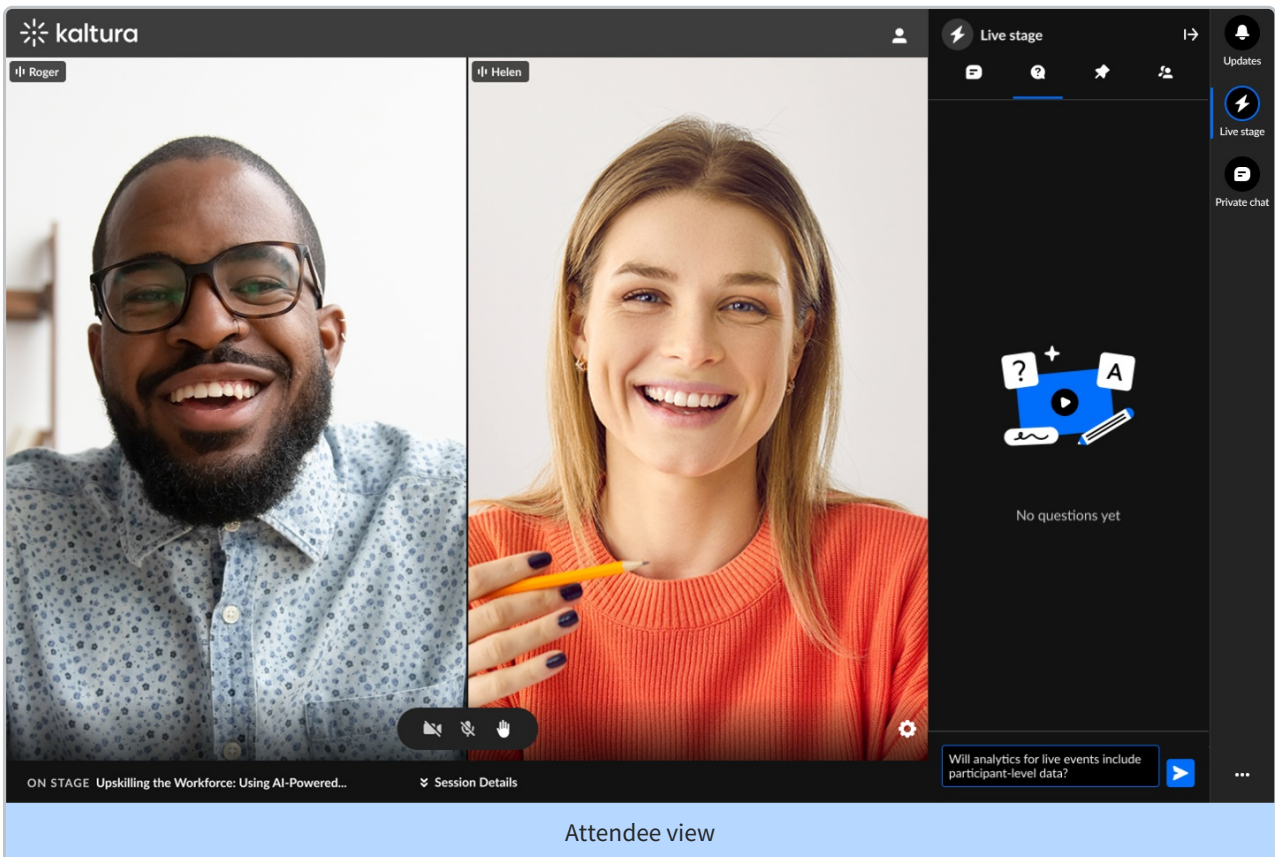 kaltura
Roger
Helen
ON STAGE Upskilling the Workforce: Using AI-Powered...
Session Details
Live stage
?
A
No questions yet
Will analytics for live events include
participant-level data?
Updates
Live stage
Private chat
Attendee view